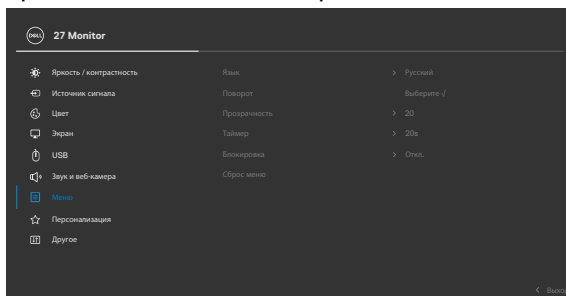 DELL 27 Monitor
Яркость / контрастность
Источник сигнала
Цвет
Экран
USB
Звук и веб-камера
Меню
Персонализация
Другое
Язык > Русский
Поворот Выберите √
Прозрачность > 20
Таймер > 20s
Блокировка > Откл.
Сброс меню